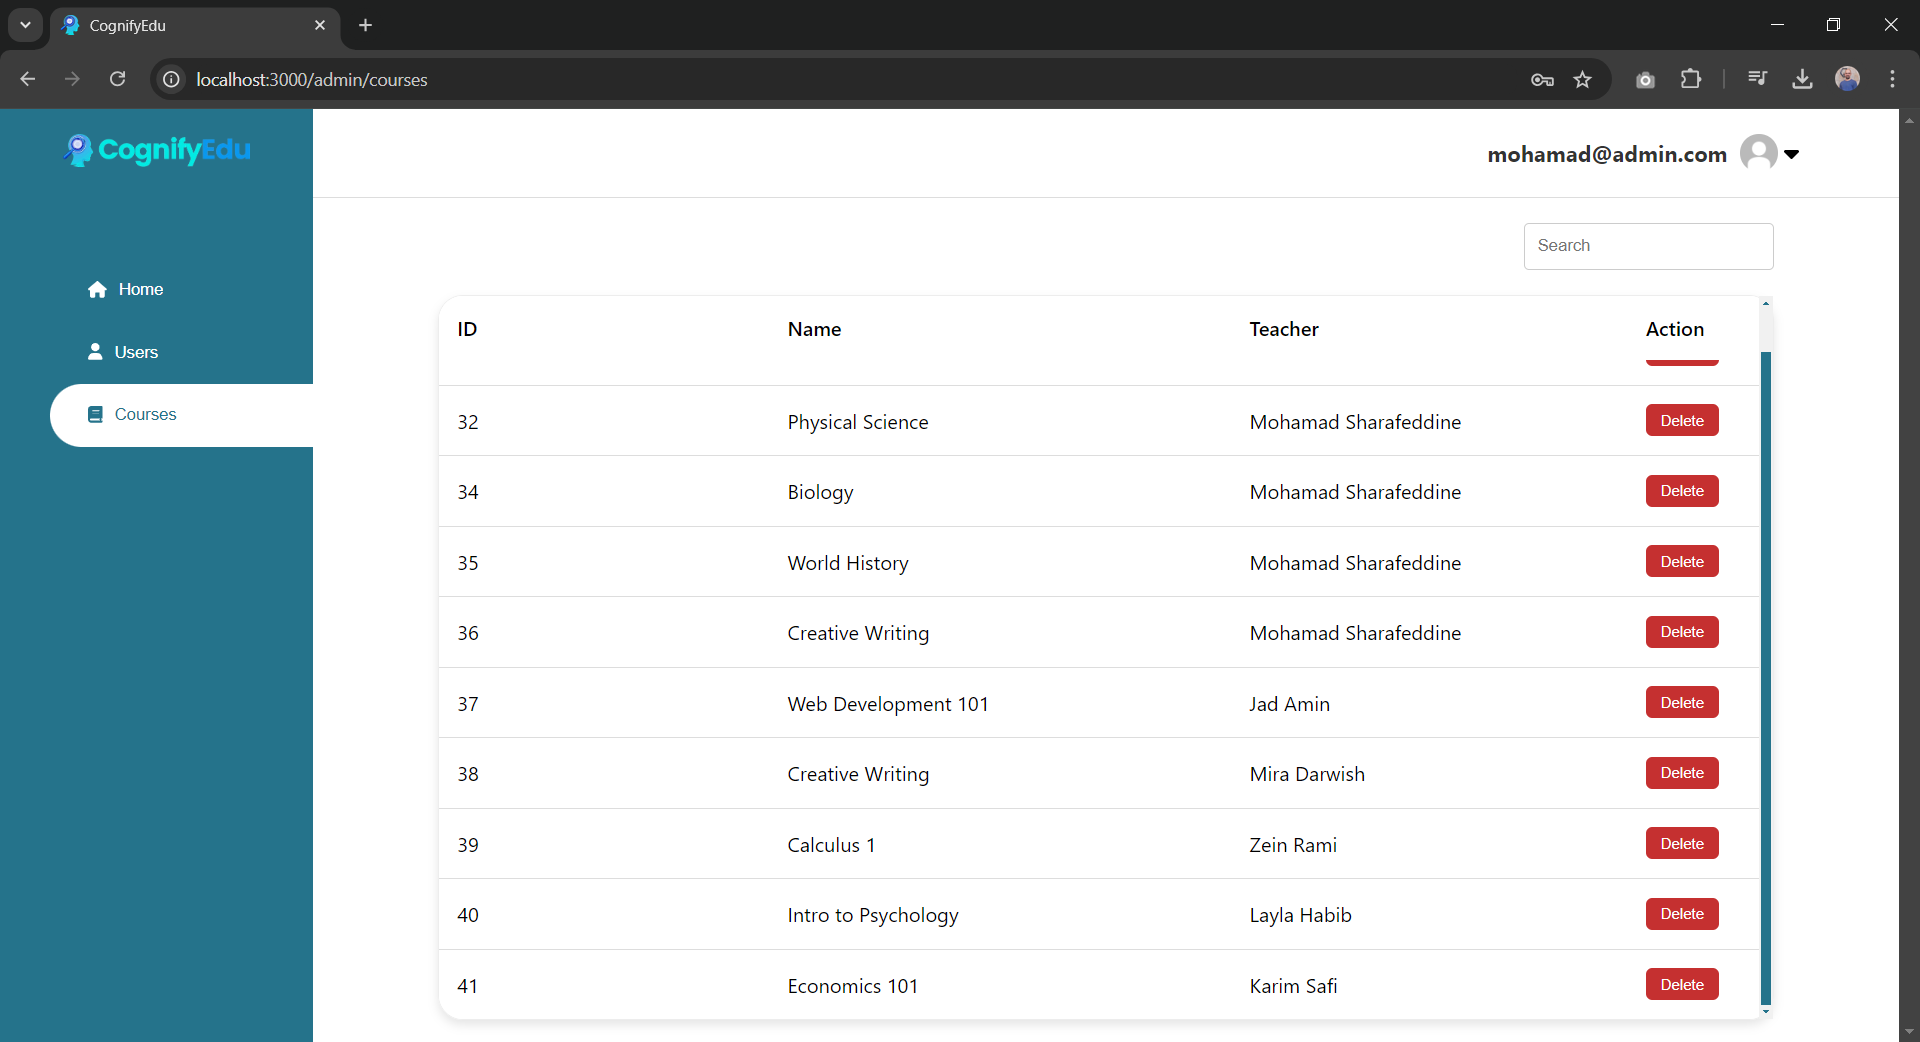 CognifyEdu
localhost:3000/admin/courses
CognifyEdu
mohamad@admin.com
Search
Home
Users
Courses
ID Name Teacher Action
32 Physical Science Mohamad Sharafeddine Delete
34 Biology Mohamad Sharafeddine Delete
35 World History Mohamad Sharafeddine Delete
36 Creative Writing Mohamad Sharafeddine Delete
37 Web Development 101 Jad Amin Delete
38 Creative Writing Mira Darwish Delete
39 Calculus 1 Zein Rami Delete
40 Intro to Psychology Layla Habib Delete
41 Economics 101 Karim Safi Delete